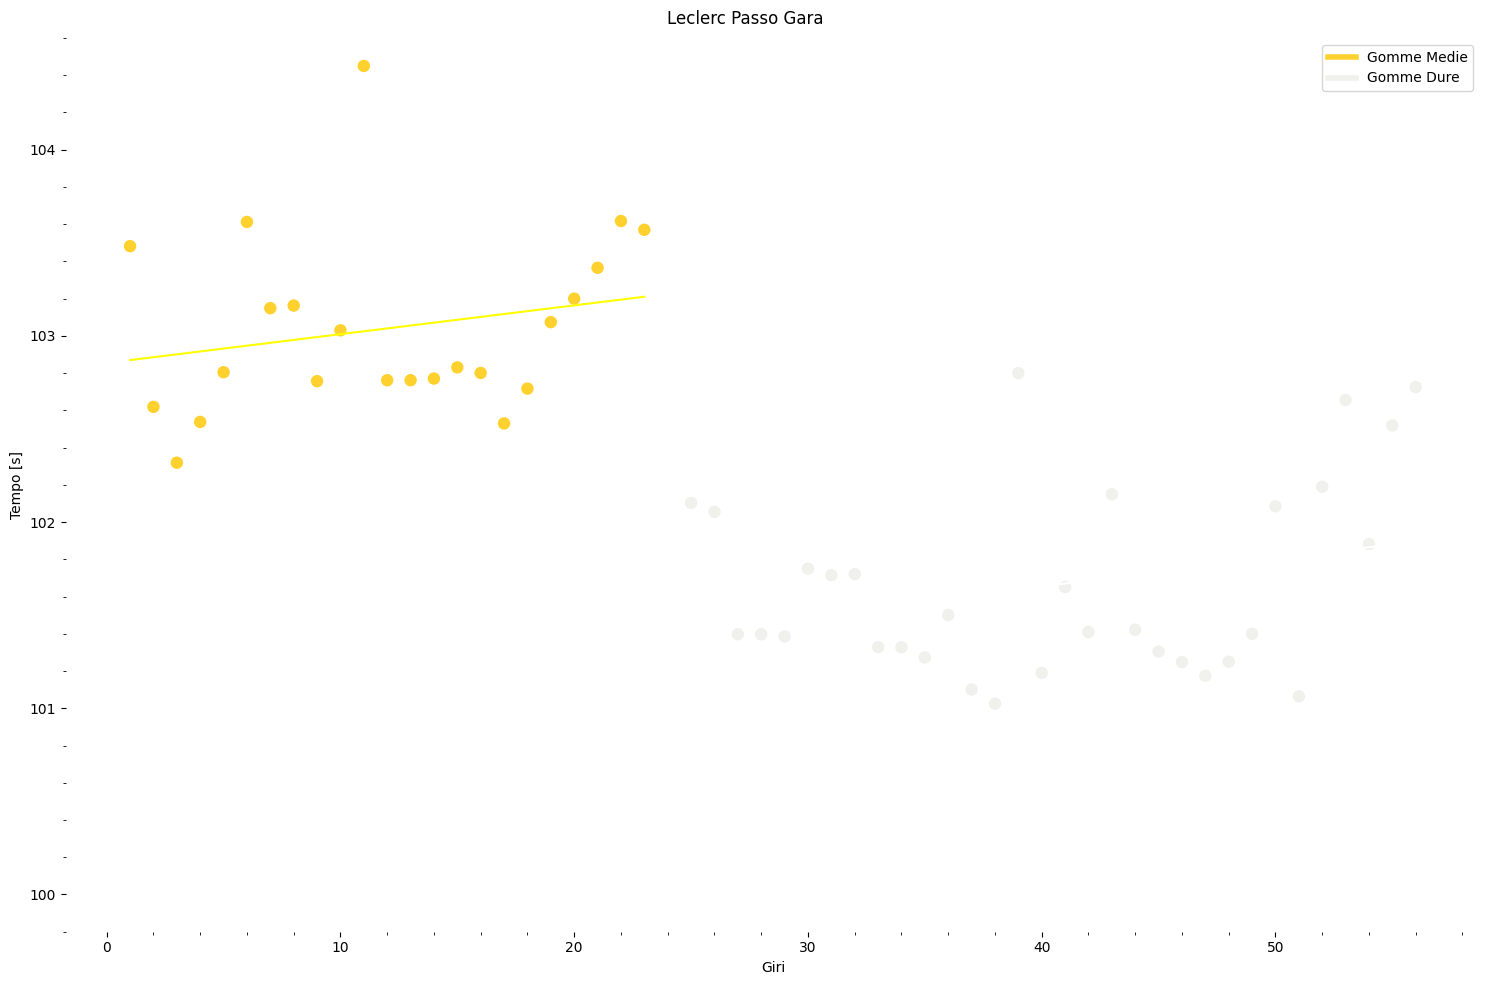 Leclerc Passo Gara
Gomme Medie
Gomme Dure
104
103
102
101
100
Tempo [s]
0 10 20 30 40 50
Giri